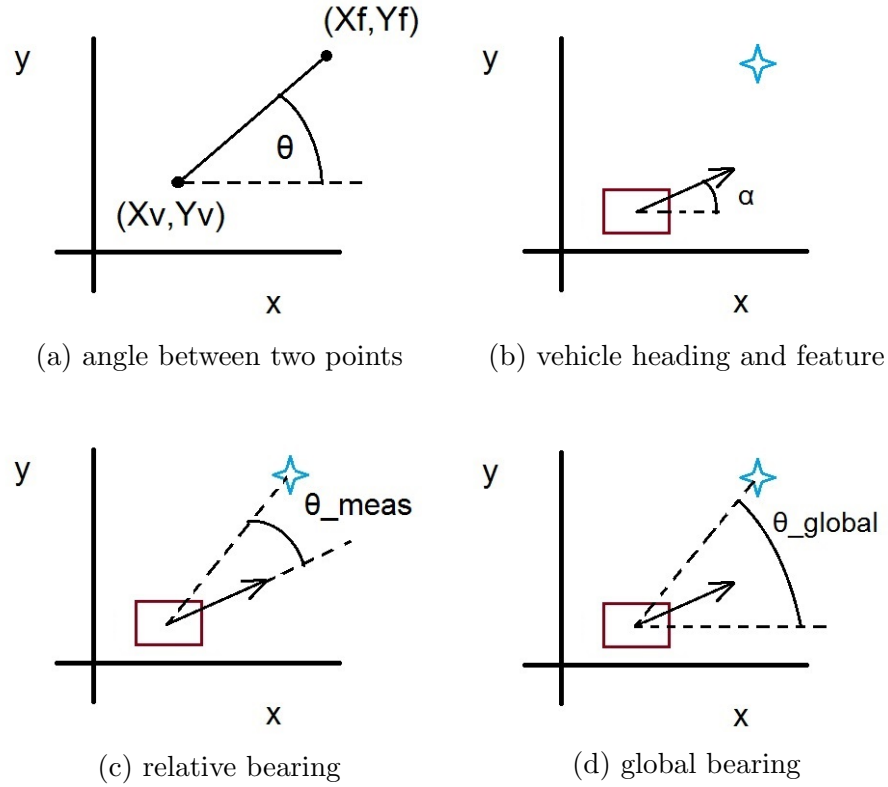 (Xf,Yf)
y
θ
(Xv,Yv)
x
(a) angle between two points
y
α
x
(b) vehicle heading and feature
y
θ_meas
x
(c) relative bearing
y
θ_global
x
(d) global bearing